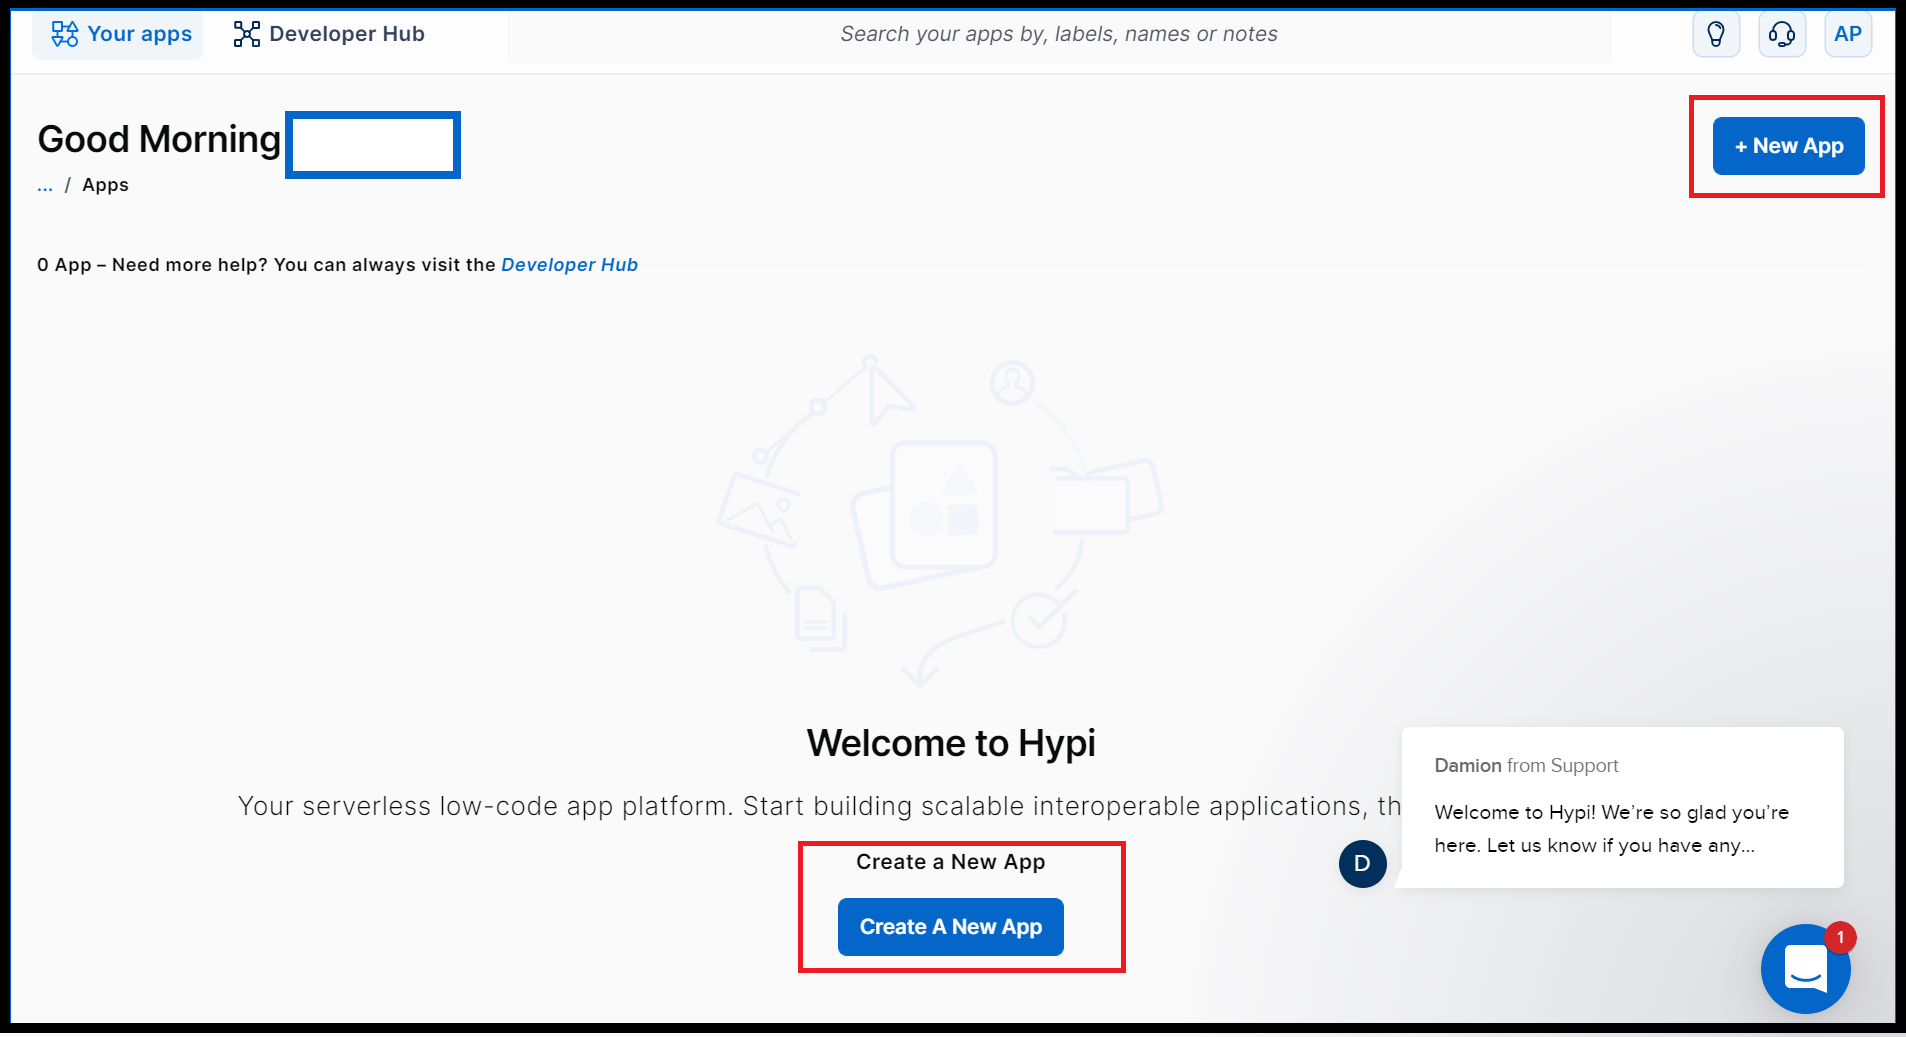 Your apps
Developer Hub
Search your apps by, labels, names or notes
AP
Good Morning
+ New App
... / Apps
0 App – Need more help? You can always visit the Developer Hub
Welcome to Hypi
Your serverless low-code app platform. Start building scalable interoperable applications, th
Damion from Support
Welcome to Hypi! We’re so glad you’re
here. Let us know if you have any...
D
Create a New App
Create A New App
1